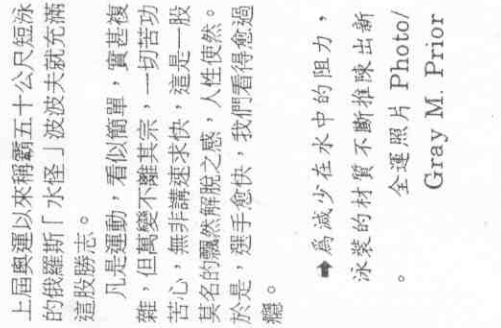 上屆奧運以來稱霸五十公尺短泳
的俄羅斯「水怪」波波夫就充滿
這股勝志。
凡是運動，看似簡單，實甚複
雜，但萬變不離其宗，一切苦功
苦心，無非講速求快，這是一股
莫名的飄然解脫之感，人性使然。
於是，選手愈快，我們看得愈過
癮。
➡為減少在水中的阻力，
泳裝的材質不斷推陳出新
。 全運照片 Photo/
Gray M. Prior